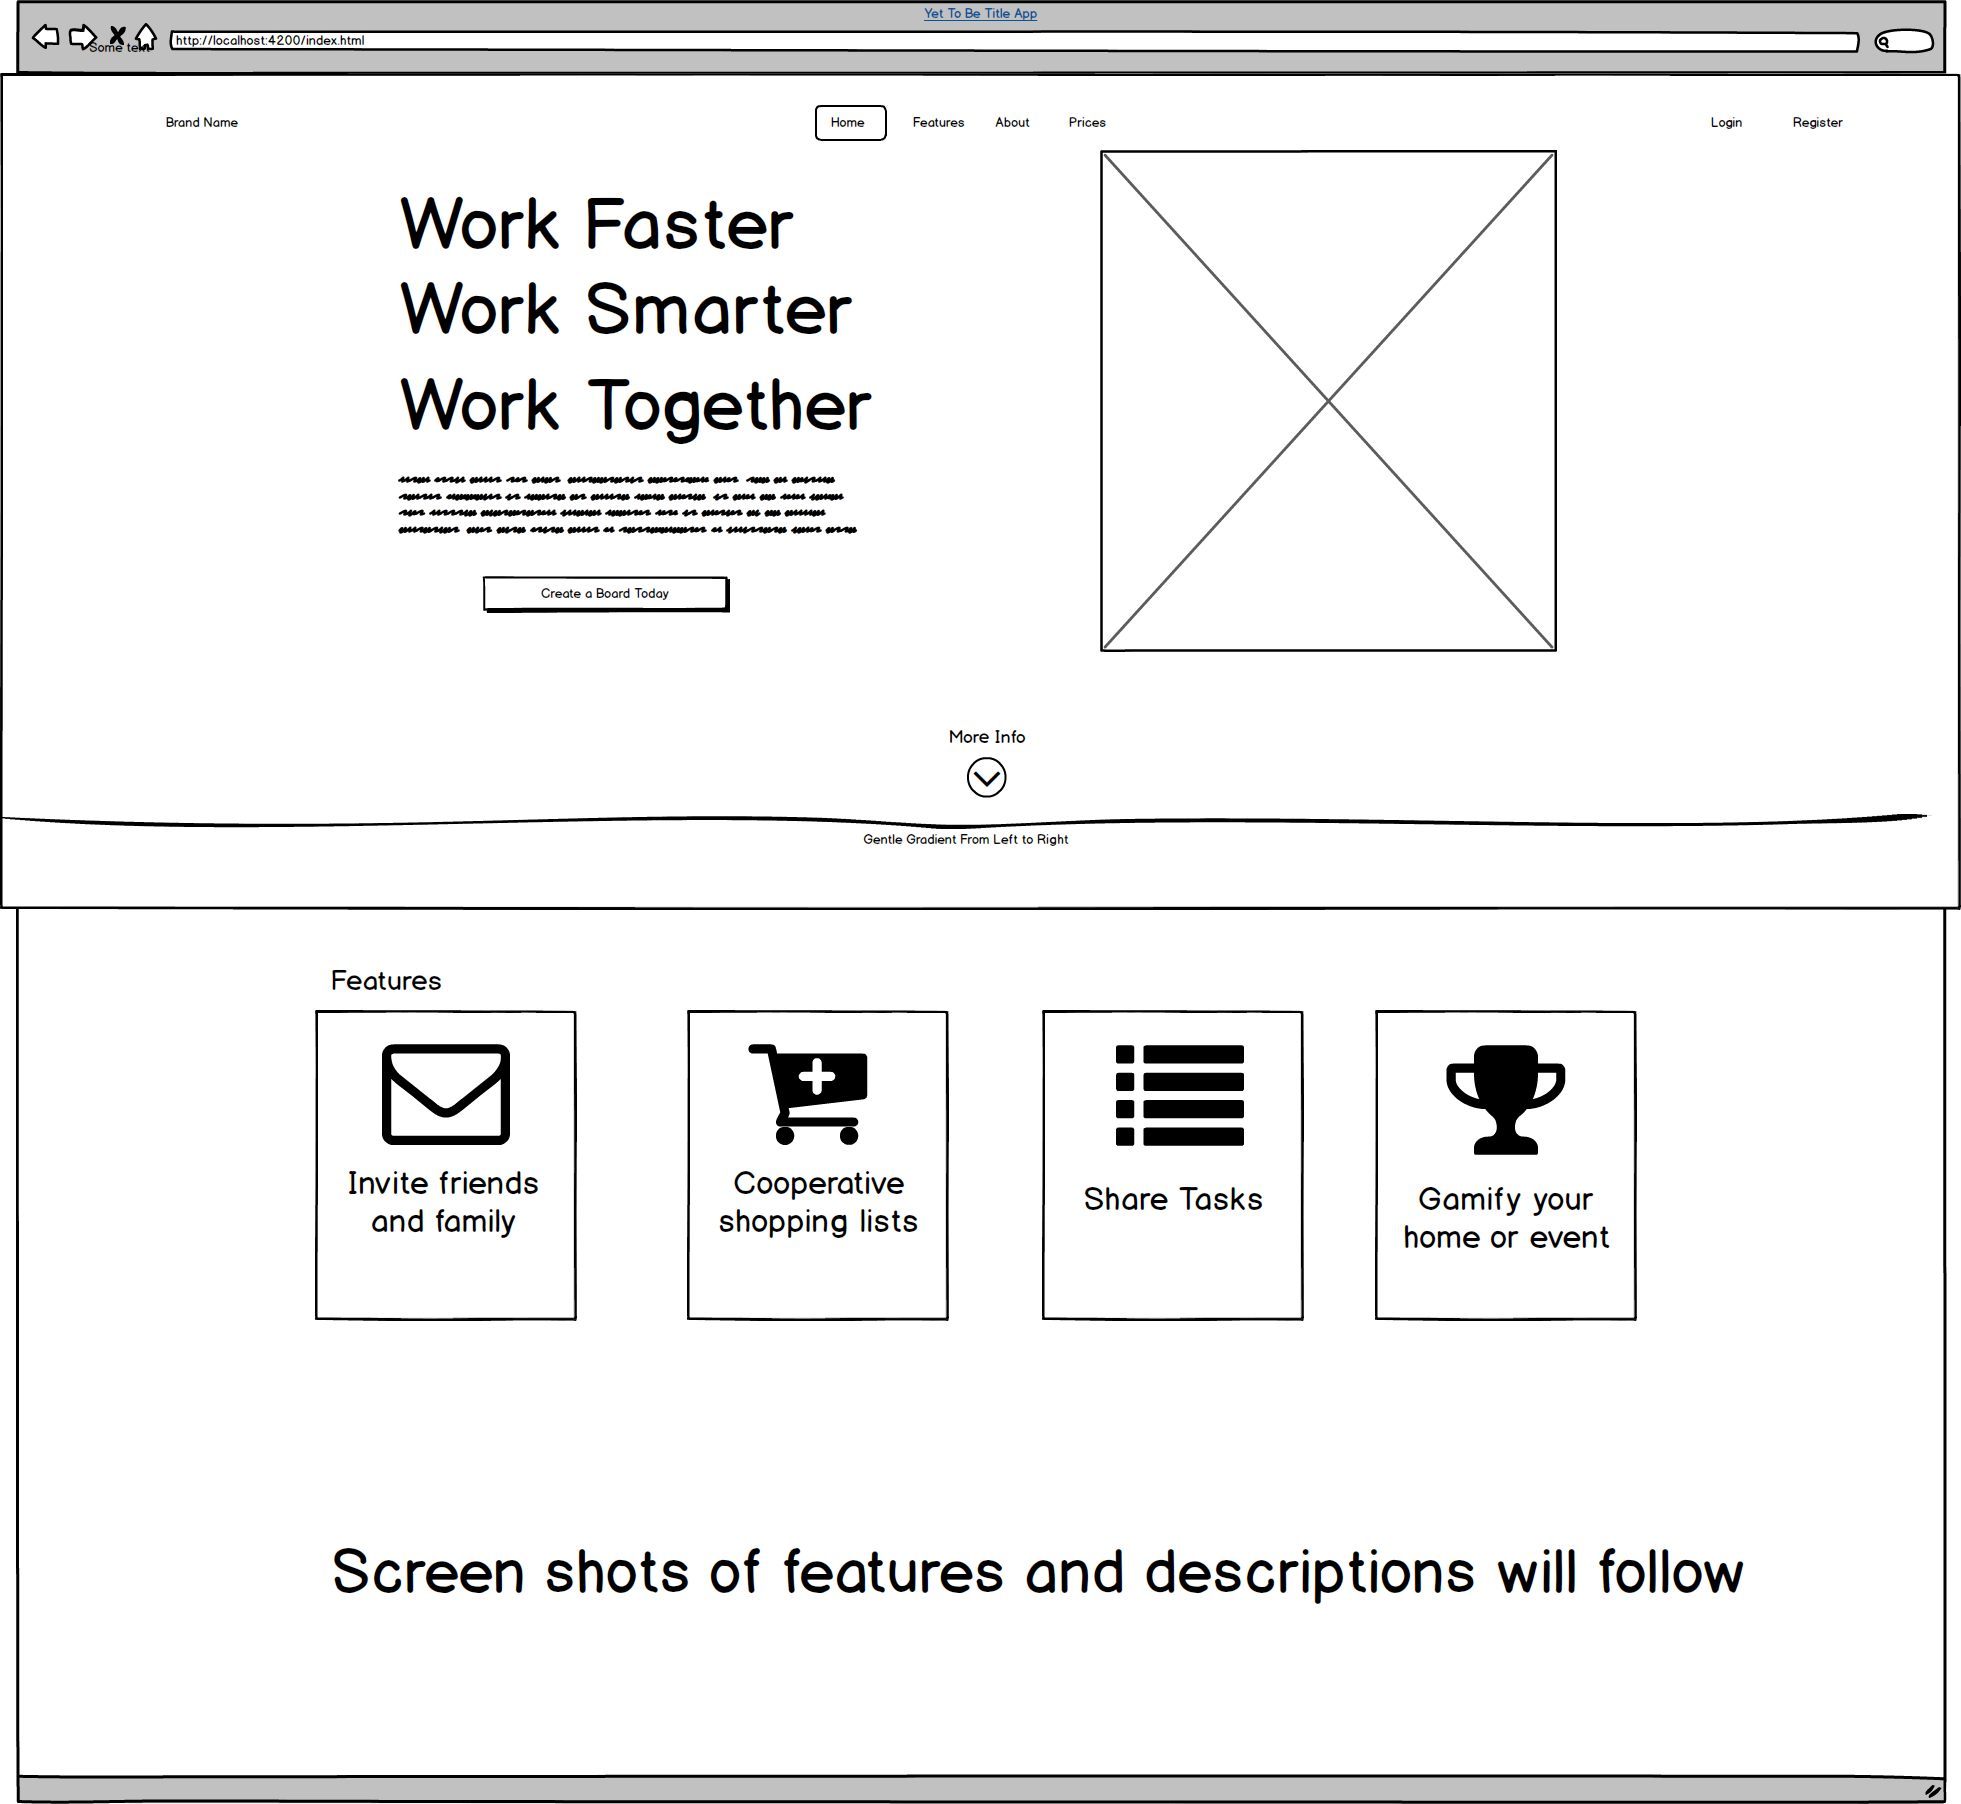 Yet To Be Title App
Some text
http://localhost:4200/index.html
Brand Name
Home
Features
About
Prices
Login
Register
Work Faster
Work Smarter
Work Together
Create a Board Today
More Info
Gentle Gradient From Left to Right
Features
Invite friends
and family
Cooperative
shopping lists
Share Tasks
Gamify your
home or event
Screen shots of features and descriptions will follow